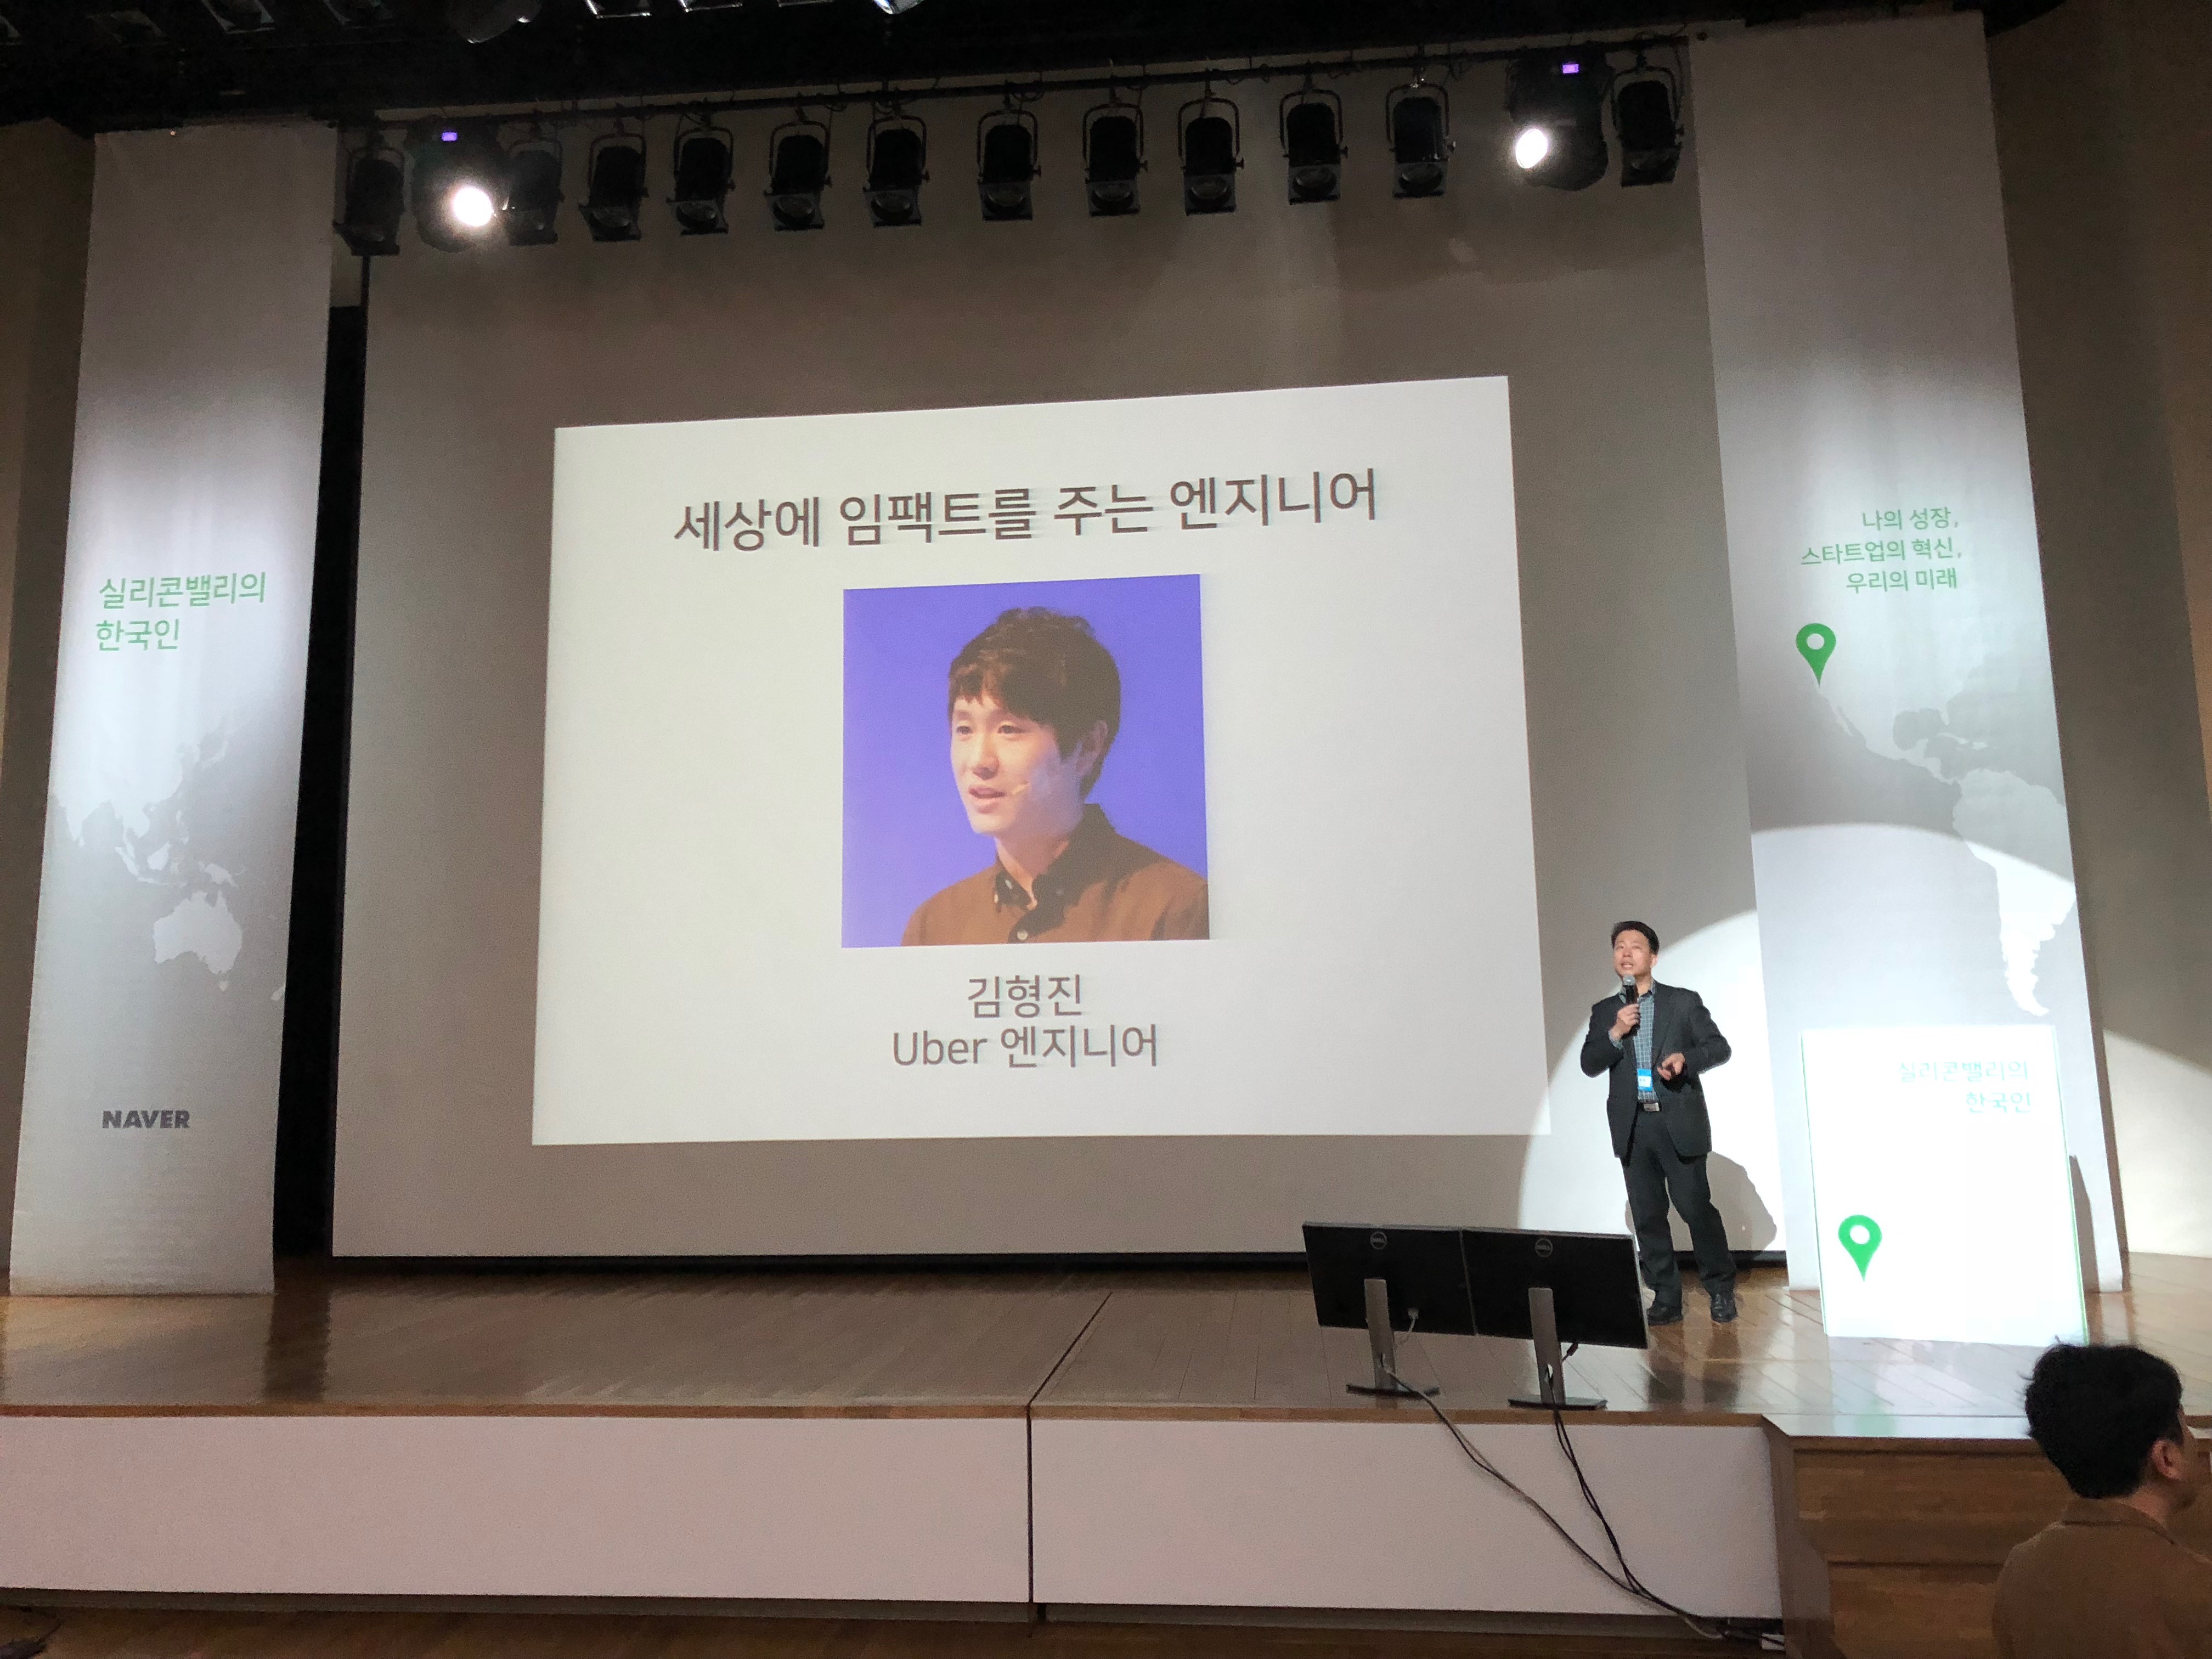 실리콘밸리의
한국인
NAVER
세상에 임팩트를 주는 엔지니어
김형진
Uber 엔지니어
나의 성장,
스타트업의 혁신,
우리의 미래
실리콘밸리의
한국인
DELL
DELL